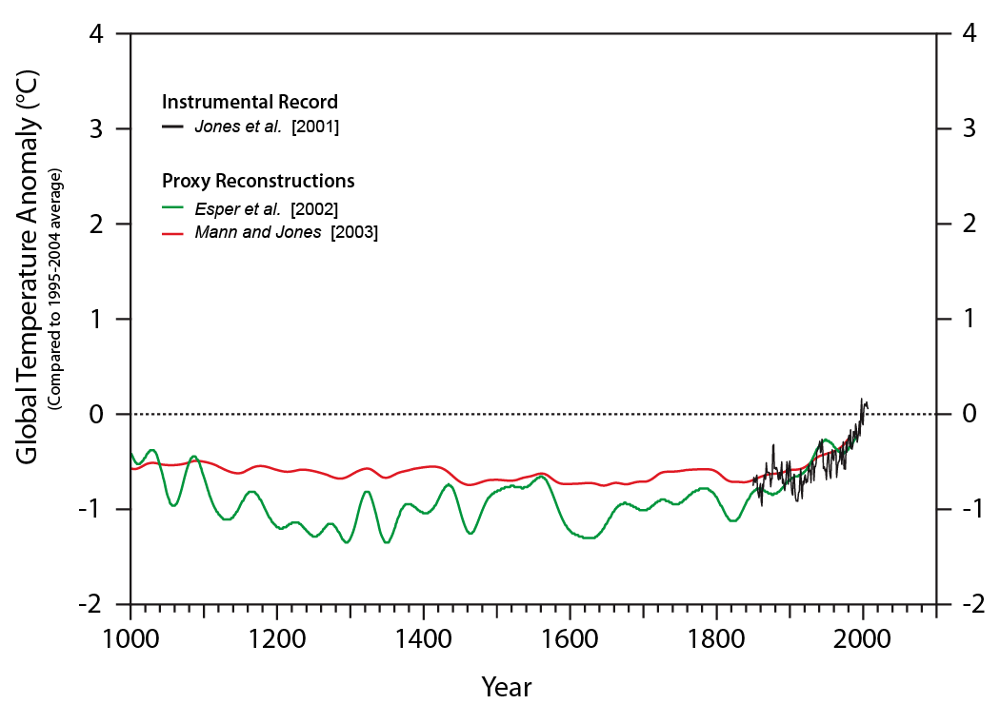 Global Temperature Anomaly (°C)
(Compared to 1995-2004 average)
4
3
2
1
0
-1
-2
Instrumental Record
Jones et al. [2001]
Proxy Reconstructions
Esper et al. [2002]
Mann and Jones [2003]
4
3
2
1
0
-1
-2
1000 1200 1400 1600 1800 2000
Year